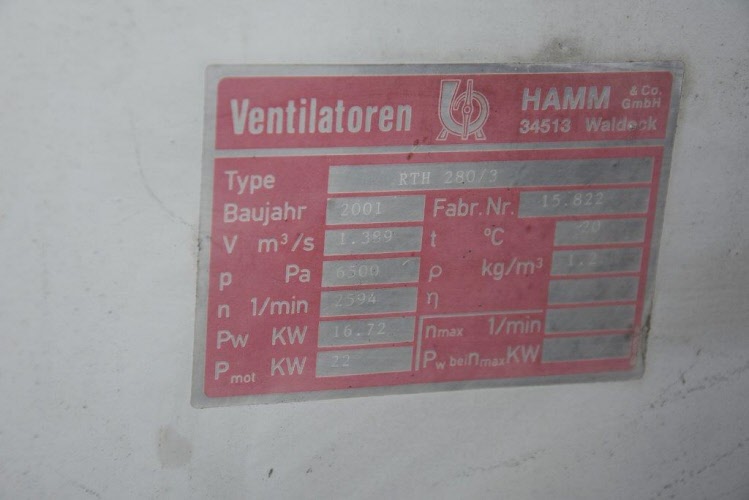 Ventilatoren HAMM & Co. GmbH
34513 Waldeck
Type RTH 280/3
Baujahr 2001 Fabr. Nr. 15.822
V m³/s 1.389 t °C 20
p Pa 6500 ρ kg/m³
n 1/min 2594 η
Pw KW 16.72 nmax 1/min
Pmot KW 22 Pw bei nmax KW